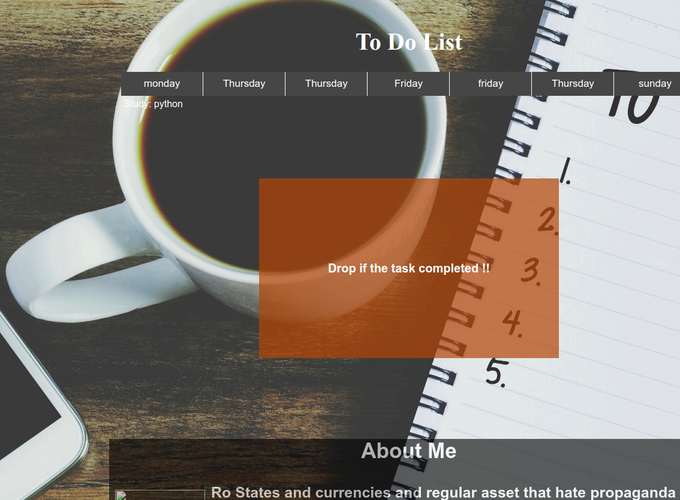 To Do List
monday Thursday Thursday Friday friday Thursday sunday
Study: python
To
1.
2.
Drop if the task completed !!
3.
4.
5.
About Me
Ro States and currencies and regular asset that hate propaganda